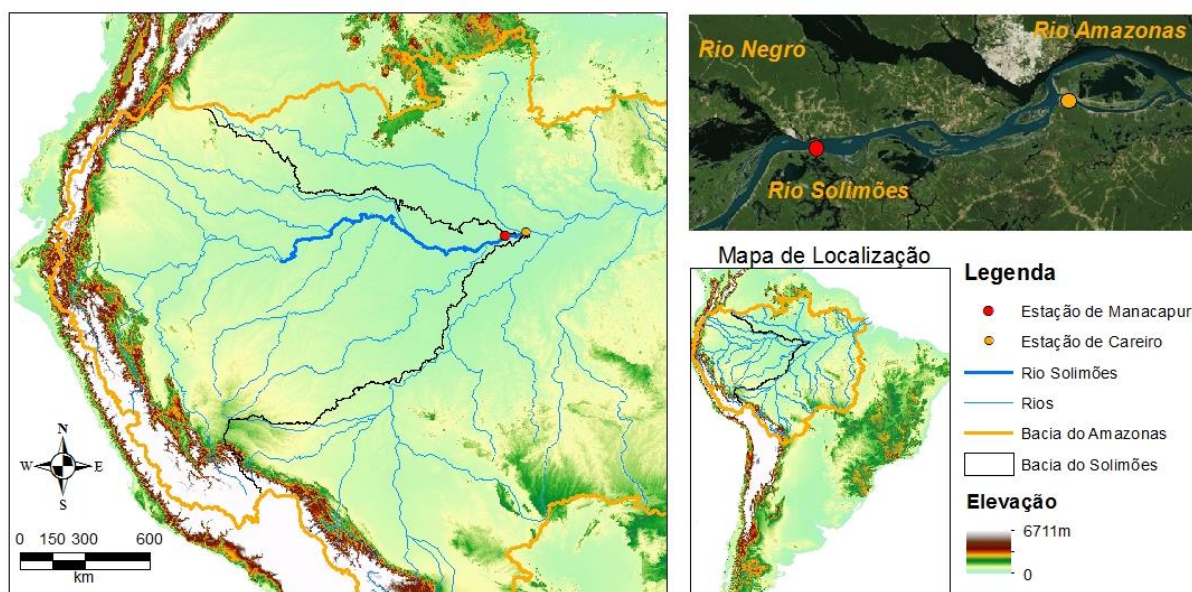 N
W E
S
0 150 300 600
km
Rio Negro
Rio Amazonas
Rio Solimões
Mapa de Localização
Legenda
Estação de Manacapur
Estação de Careiro
Rio Solimões
Rios
Bacia do Amazonas
Bacia do Solimões
Elevação
6711m
0